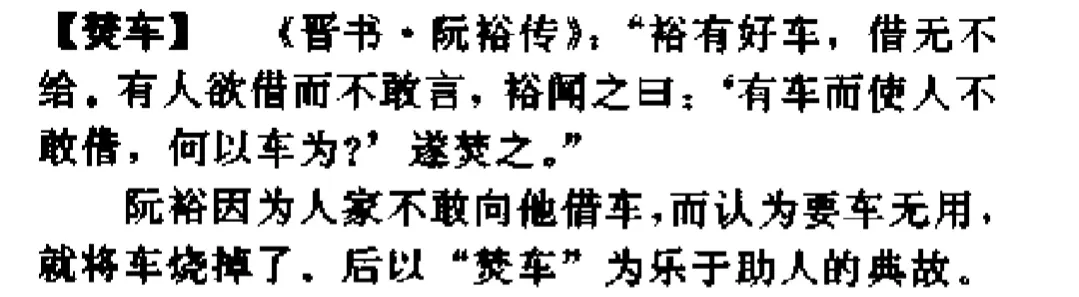 【焚车】 《晋书·阮裕传》：“裕有好车，借无不
给。有人欲借而不敢言，裕闻之曰：‘有车而使人不
敢借，何以车为？’遂焚之。”
阮裕因为人家不敢向他借车，而认为要车无用，
就将车烧掉了。后以“焚车”为乐于助人的典故。